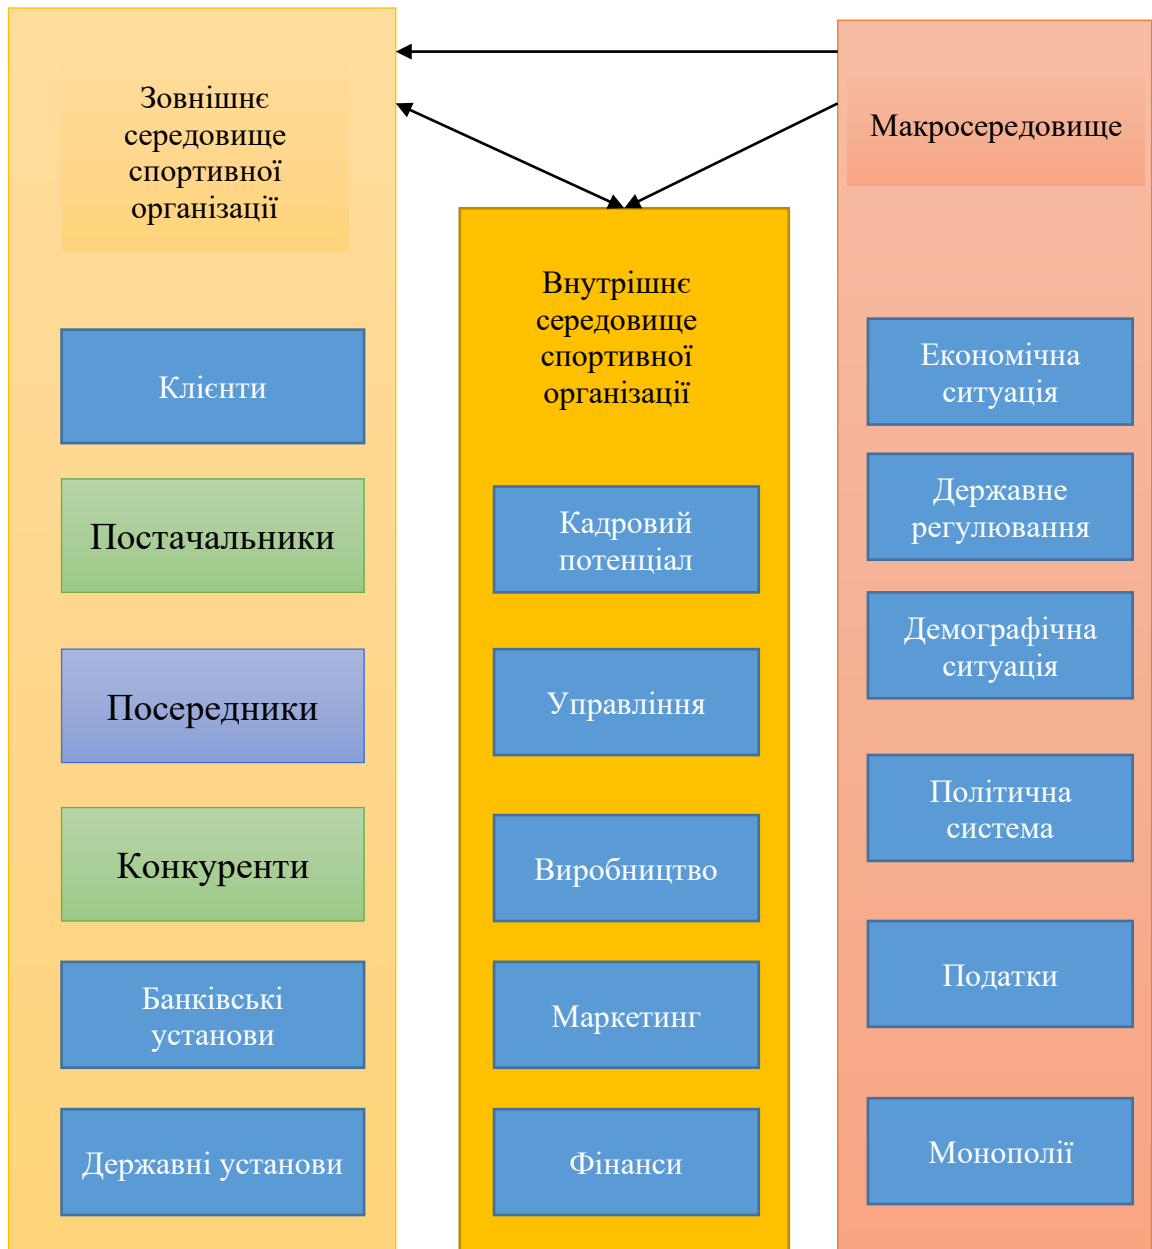 Зовнішнє
середовище
спортивної
організації
Клієнти
Постачальники
Посередники
Конкуренти
Банківські
установи
Державні установи
Внутрішнє
середовище
спортивної
організації
Кадровий
потенціал
Управління
Виробництво
Маркетинг
Фінанси
Макросередовище
Економічна
ситуація
Державне
регулювання
Демографічна
ситуація
Політична
система
Податки
Монополії